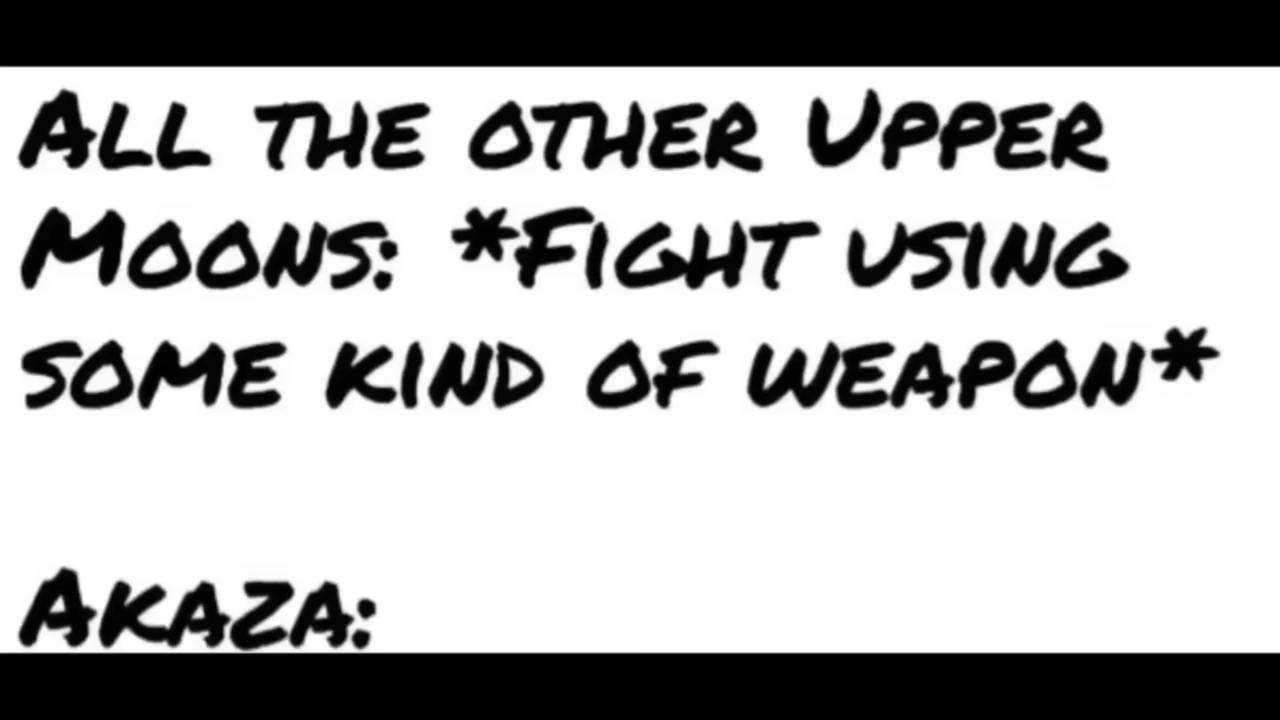 All the other Upper
Moons: *Fight using
some kind of weapon*
Akaza: